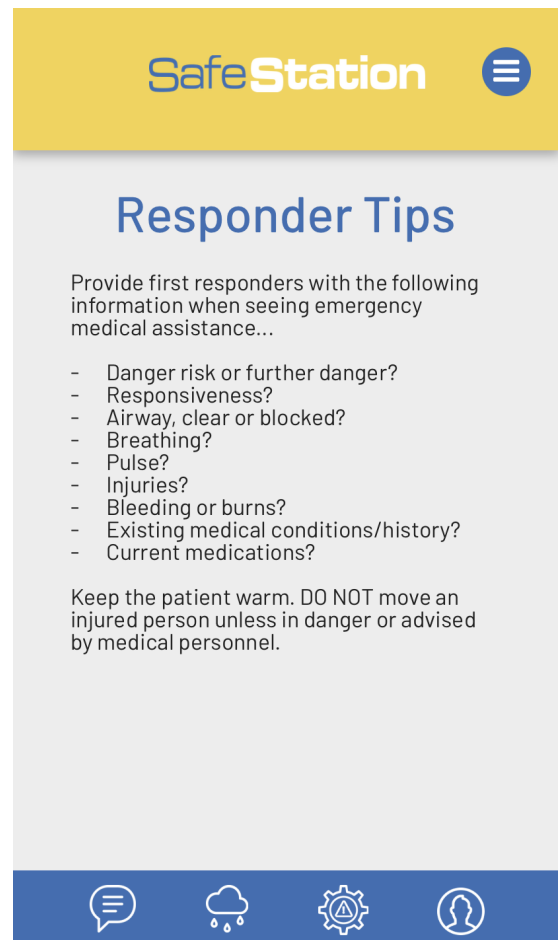 SafeStation
Responder Tips
Provide first responders with the following
information when seeing emergency
medical assistance...
- Danger risk or further danger?
- Responsiveness?
- Airway, clear or blocked?
- Breathing?
- Pulse?
- Injuries?
- Bleeding or burns?
- Existing medical conditions/history?
- Current medications?
Keep the patient warm. DO NOT move an
injured person unless in danger or advised
by medical personnel.